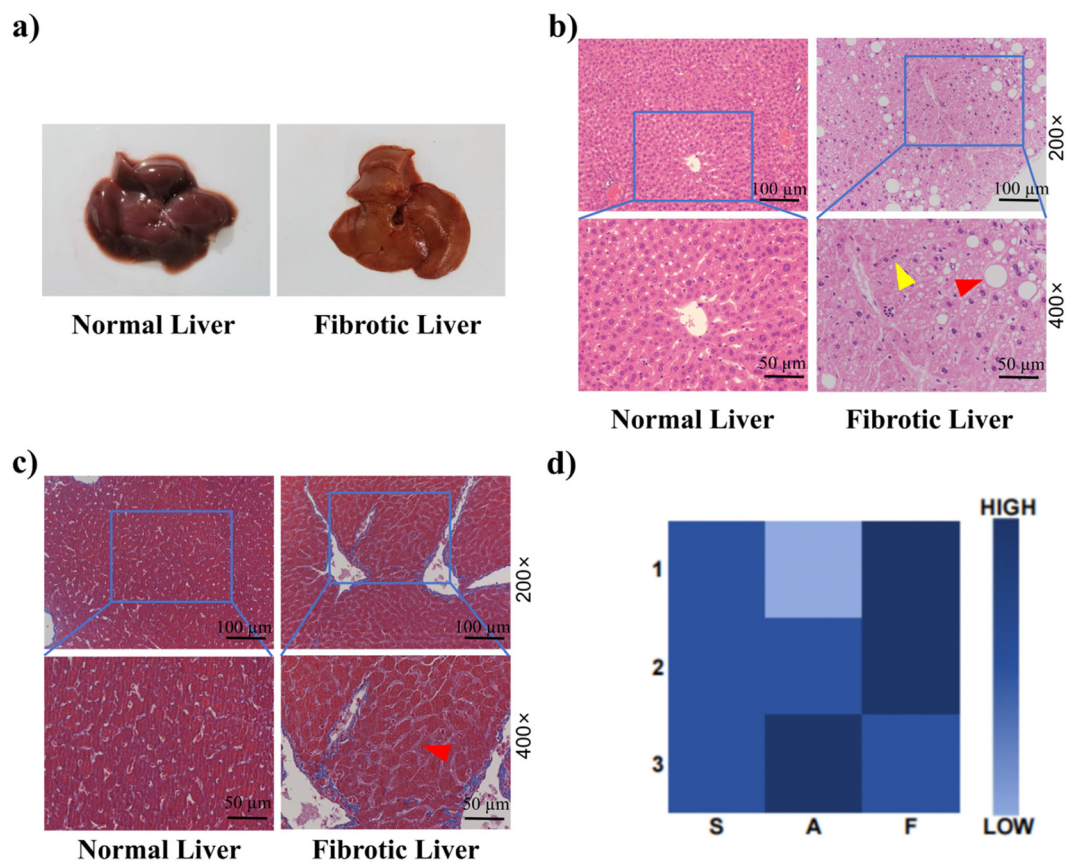 a)
Normal Liver
Fibrotic Liver
b)
100 µm
100 µm
200×
50 µm
50 µm
400×
Normal Liver
Fibrotic Liver
c)
100 µm
100 µm
200×
50 µm
50 µm
400×
Normal Liver
Fibrotic Liver
d)
HIGH
1
2
3
S A F
LOW